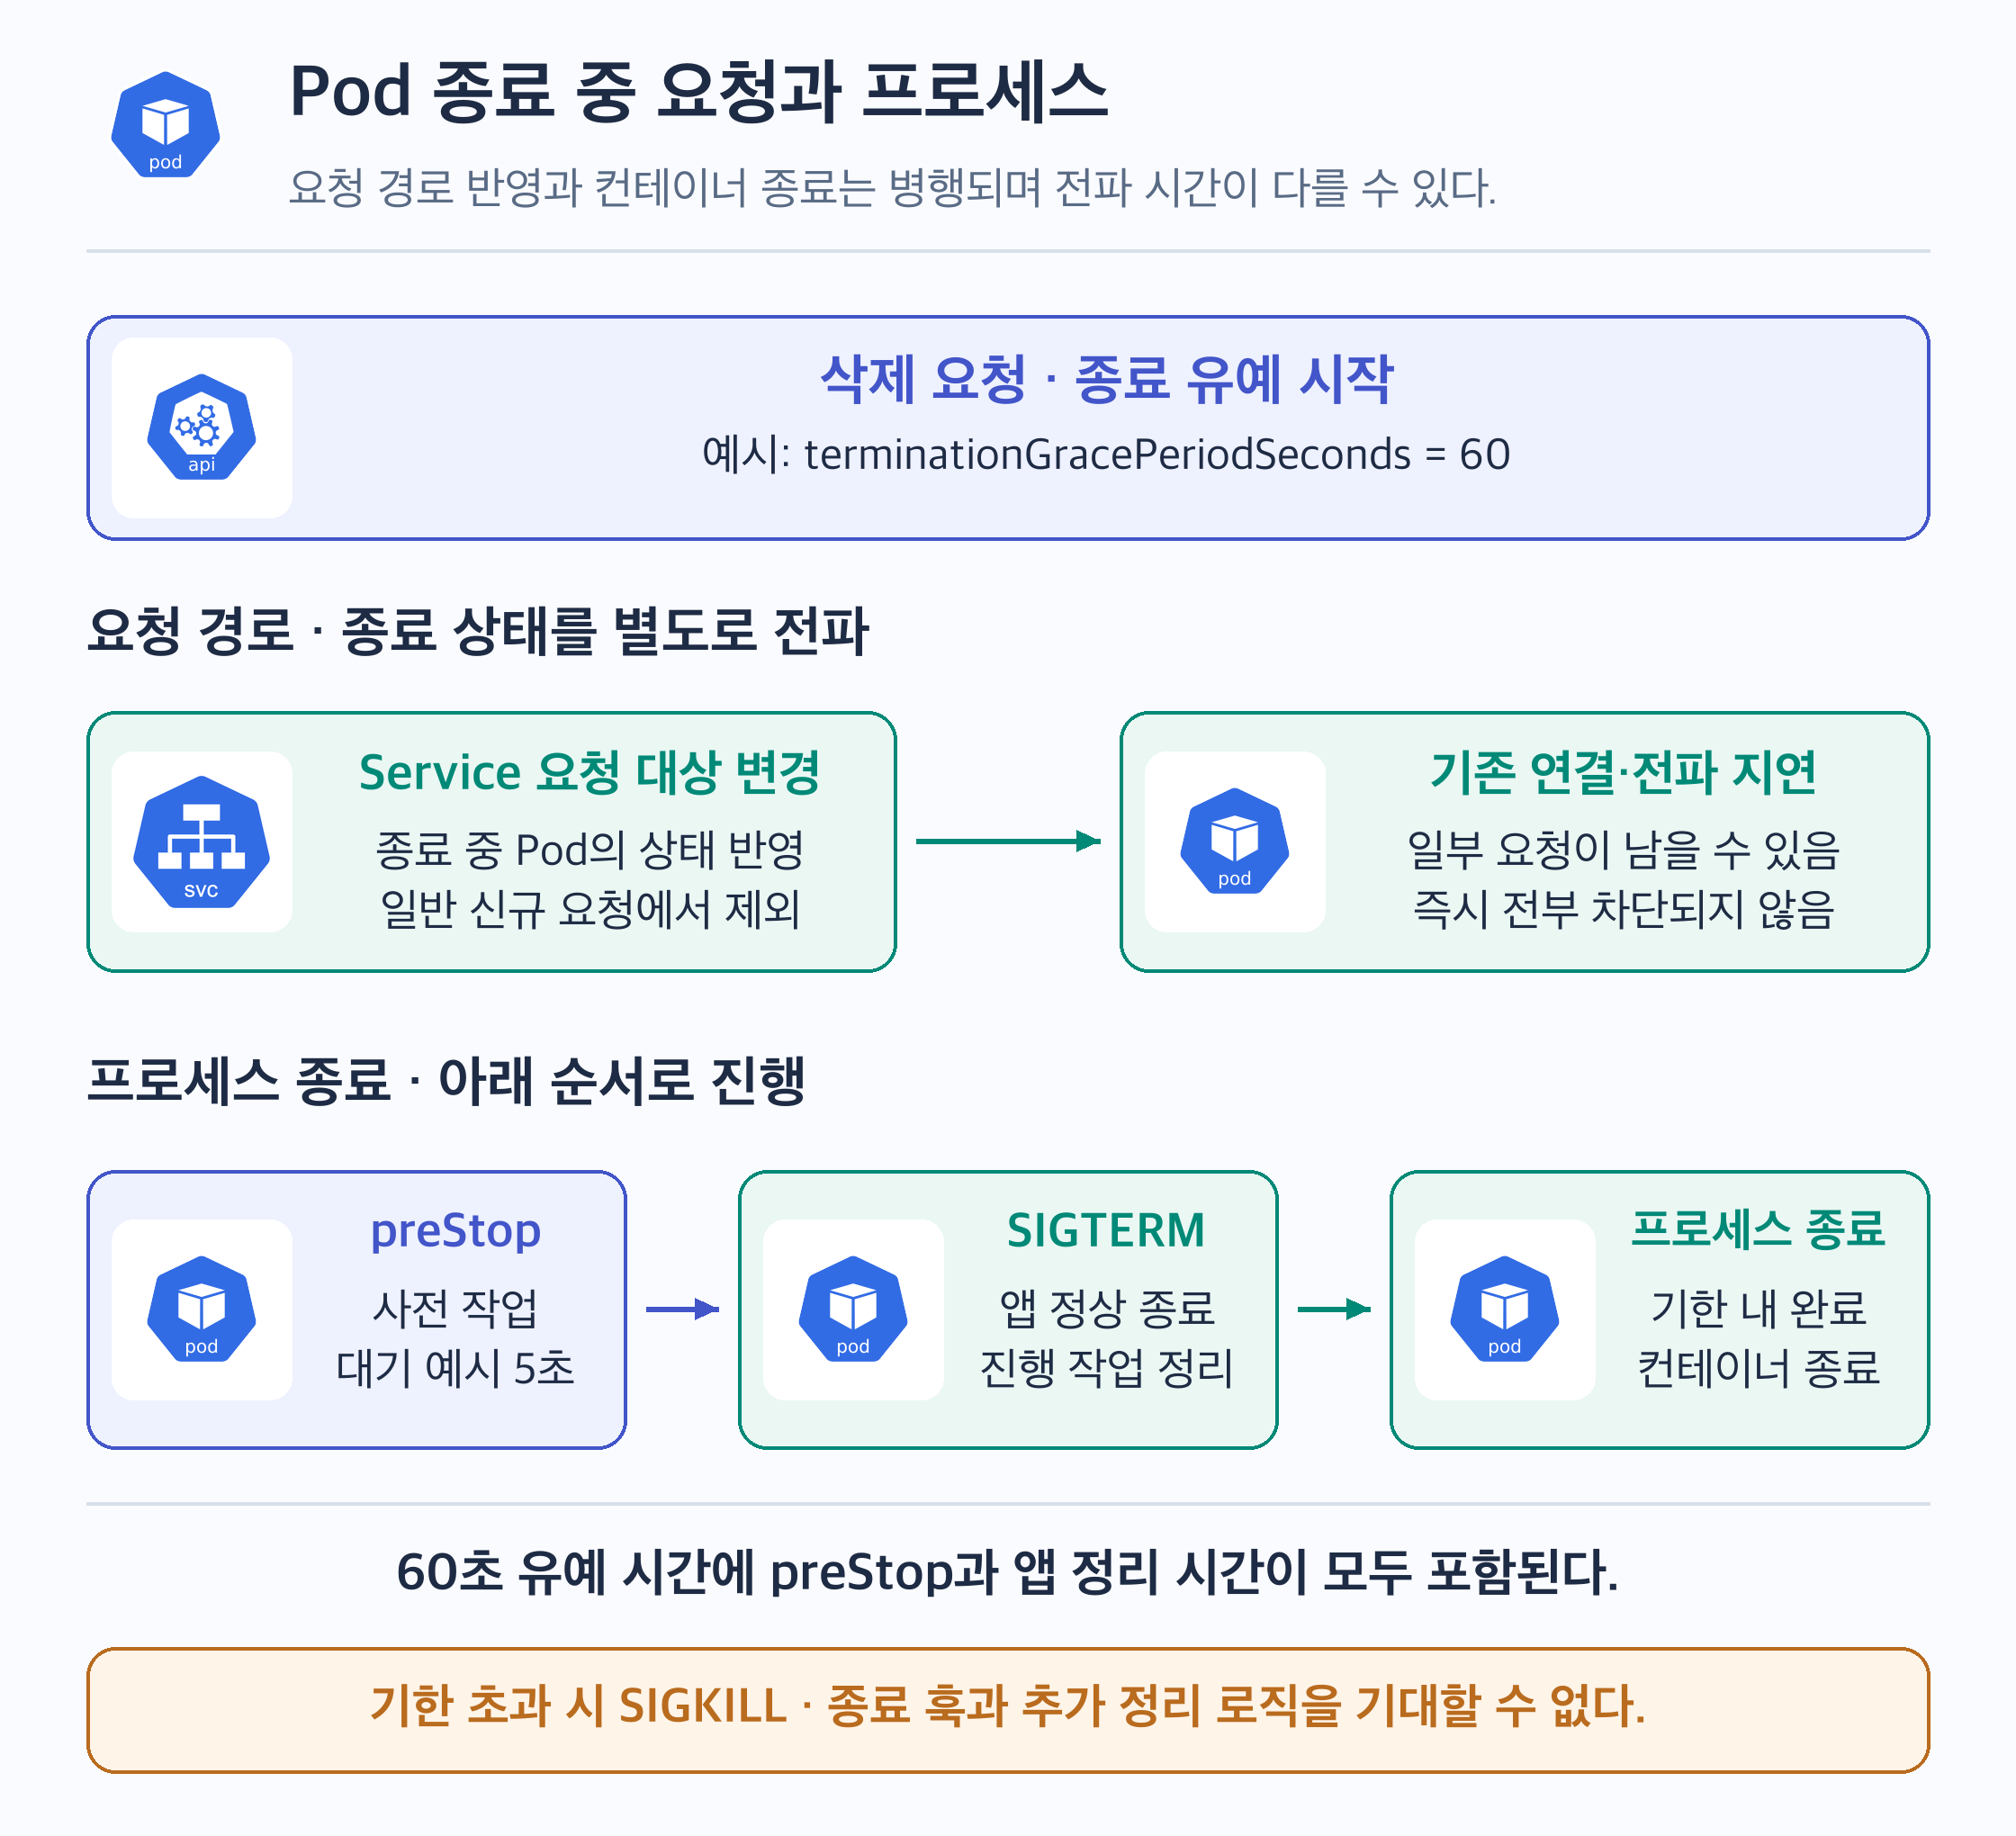 Pod 종료 중 요청과 프로세스
요청 경로 반영과 컨테이너 종료는 병행되며 전파 시간이 다를 수 있다.
pod
삭제 요청 · 종료 유예 시작
예시: terminationGracePeriodSeconds = 60
api
요청 경로 · 종료 상태를 별도로 전파
Service 요청 대상 변경
종료 중 Pod의 상태 반영
일반 신규 요청에서 제외
svc
기존 연결·전파 지연
일부 요청이 남을 수 있음
즉시 전부 차단되지 않음
pod
프로세스 종료 · 아래 순서로 진행
preStop
사전 작업
대기 예시 5초
pod
SIGTERM
앱 정상 종료
진행 작업 정리
pod
프로세스 종료
기한 내 완료
컨테이너 종료
pod
60초 유예 시간에 preStop과 앱 정리 시간이 모두 포함된다.
기한 초과 시 SIGKILL · 종료 훅과 추가 정리 로직을 기대할 수 없다.